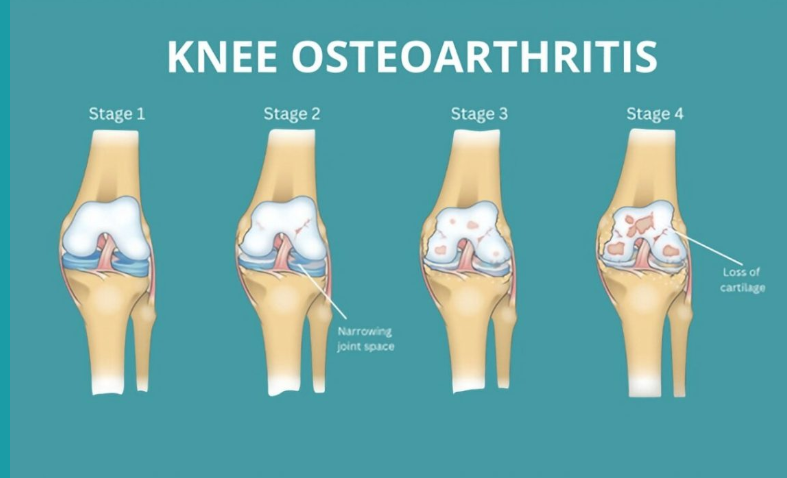 KNEE OSTEOARTHRITIS
Stage 1
Stage 2
Stage 3
Stage 4
Narrowing
joint space
Loss of
cartilage